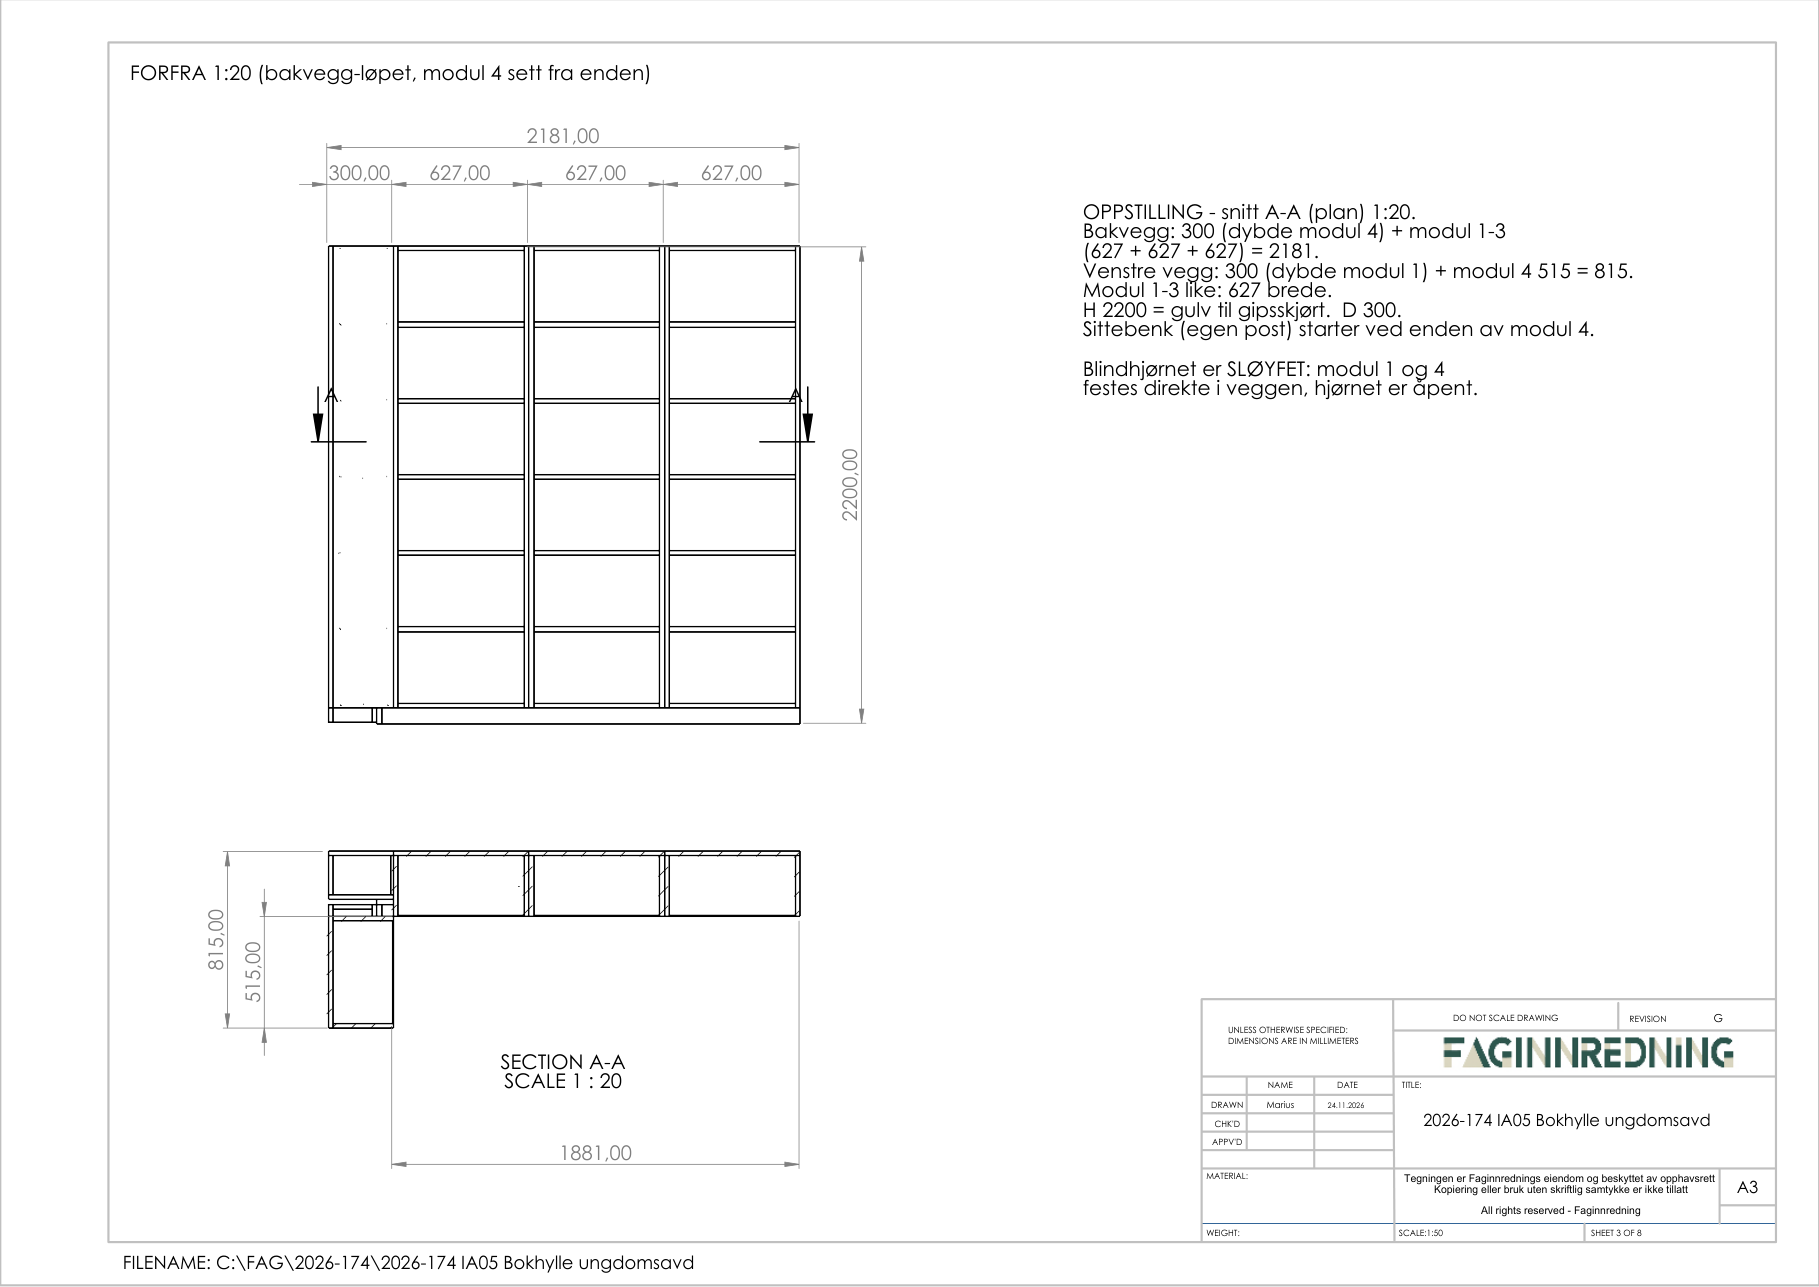 FORFRA 1:20 (bakvegg-løpet, modul 4 sett fra enden)
2181,00
300,00
627,00
627,00
627,00
OPPSTILLING - snitt A-A (plan) 1:20.
Bakvegg: 300 (dybde modul 4) + modul 1-3
(627 + 627 + 627) = 2181.
Venstre vegg: 300 (dybde modul 1) + modul 4 515 = 815.
Modul 1-3 like: 627 brede.
H 2200 = gulv til gipsskjørt.  D 300.
Sittebenk (egen post) starter ved enden av modul 4.
Blindhjørnet er SLØYFET: modul 1 og 4
festes direkte i veggen, hjørnet er åpent.
A
A
2200,00
815,00
515,00
SECTION A-A
SCALE 1 : 20
1881,00
UNLESS OTHERWISE SPECIFIED:
DIMENSIONS ARE IN MILLIMETERS
DO NOT SCALE DRAWING
REVISION
G
FAGINNREDNING
NAME
DATE
TITLE:
DRAWN
Marius
24.11.2026
2026-174 IA05 Bokhylle ungdomsavd
CHK'D
APPV'D
MATERIAL:
Tegningen er Faginnrednings eiendom og beskyttet av opphavsrett
Kopiering eller bruk uten skriftlig samtykke er ikke tillatt
All rights reserved - Faginnredning
A3
WEIGHT:
SCALE:1:50
SHEET 3 OF 8
FILENAME: C:\FAG\2026-174\2026-174 IA05 Bokhylle ungdomsavd